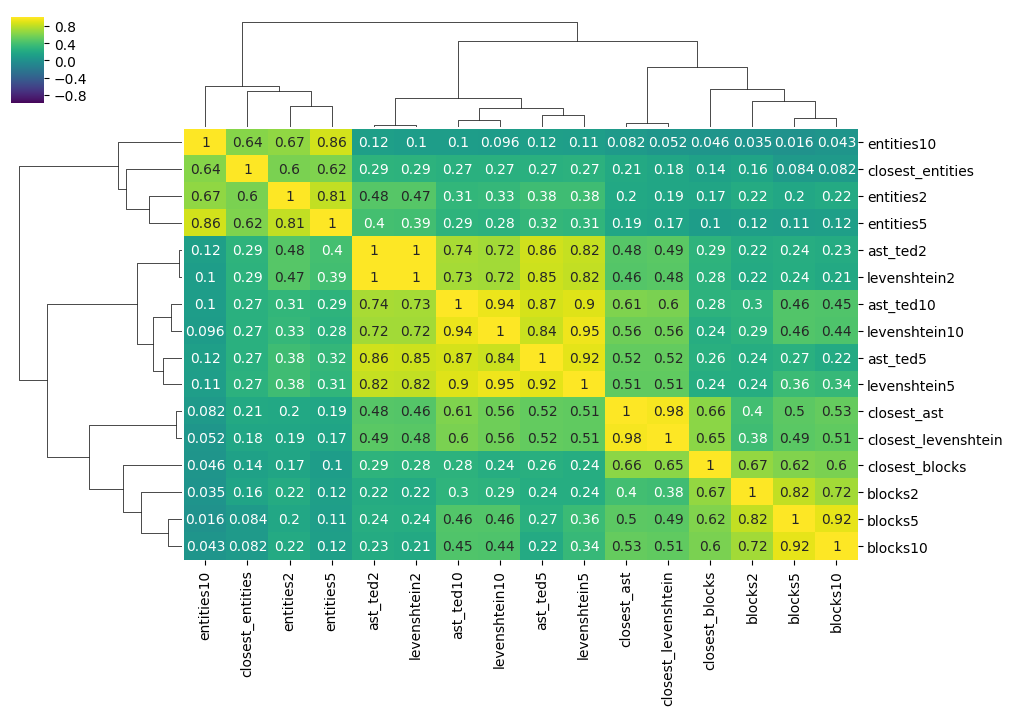 0.8
0.4
0.0
−0.4
−0.8
1 0.64 0.67 0.86 0.12 0.1 0.1 0.096 0.12 0.11 0.082 0.052 0.046 0.035 0.016 0.043 entities10
0.64 1 0.6 0.62 0.29 0.29 0.27 0.27 0.27 0.27 0.21 0.18 0.14 0.16 0.084 0.082 closest_entities
0.67 0.6 1 0.81 0.48 0.47 0.31 0.33 0.38 0.38 0.2 0.19 0.17 0.22 0.2 0.22 entities2
0.86 0.62 0.81 1 0.4 0.39 0.29 0.28 0.32 0.31 0.19 0.17 0.1 0.12 0.11 0.12 entities5
0.12 0.29 0.48 0.4 1 1 0.74 0.72 0.86 0.82 0.48 0.49 0.29 0.22 0.24 0.23 ast_ted2
0.1 0.27 0.47 0.39 1 1 0.73 0.72 0.85 0.82 0.46 0.48 0.28 0.22 0.24 0.21 levenshtein2
0.1 0.27 0.31 0.29 0.74 0.73 1 0.94 0.87 0.9 0.61 0.6 0.28 0.3 0.46 0.45 ast_ted10
0.096 0.27 0.33 0.28 0.72 0.72 0.94 1 0.84 0.95 0.56 0.56 0.24 0.29 0.46 0.44 levenshtein10
0.12 0.27 0.38 0.32 0.86 0.85 0.87 0.84 1 0.92 0.52 0.52 0.26 0.24 0.27 0.22 ast_ted5
0.11 0.27 0.38 0.31 0.82 0.82 0.9 0.95 0.92 1 0.51 0.51 0.24 0.24 0.36 0.34 levenshtein5
0.082 0.21 0.2 0.19 0.48 0.46 0.61 0.56 0.52 0.51 1 0.98 0.66 0.4 0.5 0.53 closest_ast
0.052 0.18 0.19 0.17 0.49 0.48 0.6 0.56 0.52 0.51 0.98 1 0.65 0.38 0.49 0.51 closest_levenshtein
0.046 0.14 0.17 0.1 0.29 0.28 0.28 0.24 0.26 0.24 0.66 0.65 1 0.67 0.62 0.6 closest_blocks
0.035 0.16 0.22 0.12 0.22 0.22 0.3 0.29 0.24 0.24 0.4 0.38 0.67 1 0.82 0.72 blocks2
0.016 0.084 0.2 0.11 0.24 0.24 0.46 0.46 0.27 0.36 0.5 0.49 0.62 0.82 1 0.92 blocks5
0.043 0.082 0.22 0.12 0.23 0.21 0.45 0.44 0.22 0.34 0.53 0.51 0.6 0.72 0.92 1 blocks10
entities10
closest_entities
entities2
entities5
ast_ted2
levenshtein2
ast_ted10
levenshtein10
ast_ted5
levenshtein5
closest_ast
closest_levenshtein
closest_blocks
blocks2
blocks5
blocks10